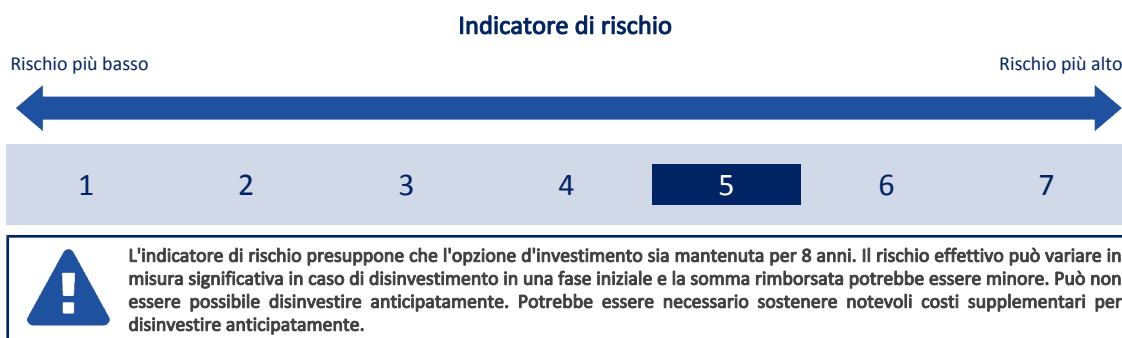 Indicatore di rischio
Rischio più basso
Rischio più alto
1 2 3 4 5 6 7
L'indicatore di rischio presuppone che l'opzione d'investimento sia mantenuta per 8 anni. Il rischio effettivo può variare in
misura significativa in caso di disinvestimento in una fase iniziale e la somma rimborsata potrebbe essere minore. Può non
essere possibile disinvestire anticipatamente. Potrebbe essere necessario sostenere notevoli costi supplementari per
disinvestire anticipatamente.